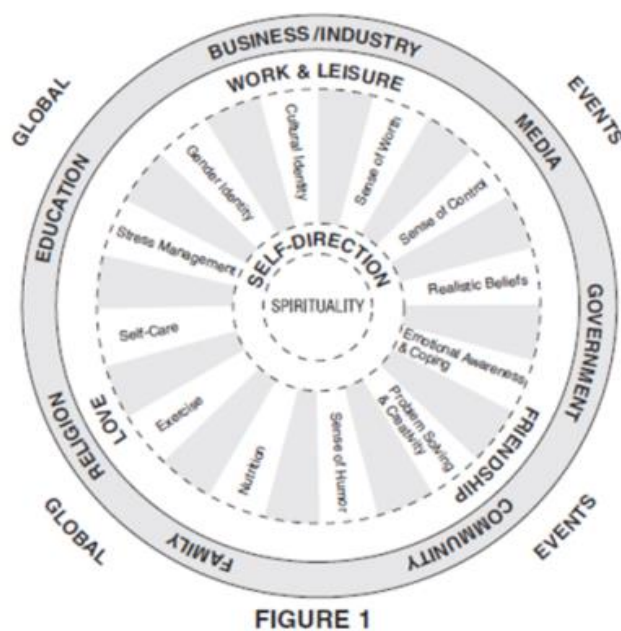 GLOBAL
EVENTS
BUSINESS/INDUSTRY
MEDIA
GOVERNMENT
COMMUNITY
FAMILY
RELIGION
EDUCATION
WORK & LEISURE
FRIENDSHIP
LOVE
Cultural Identity
Sense of Worth
Sense of Control
Realistic Beliefs
Emotional Awareness
& Coping
Problem Solving
& Creativity
Sense of Humor
Nutrition
Exercise
Self-Care
Stress Management
Gender Identity
SELF-DIRECTION
SPIRITUALITY
GLOBAL
EVENTS
FIGURE 1